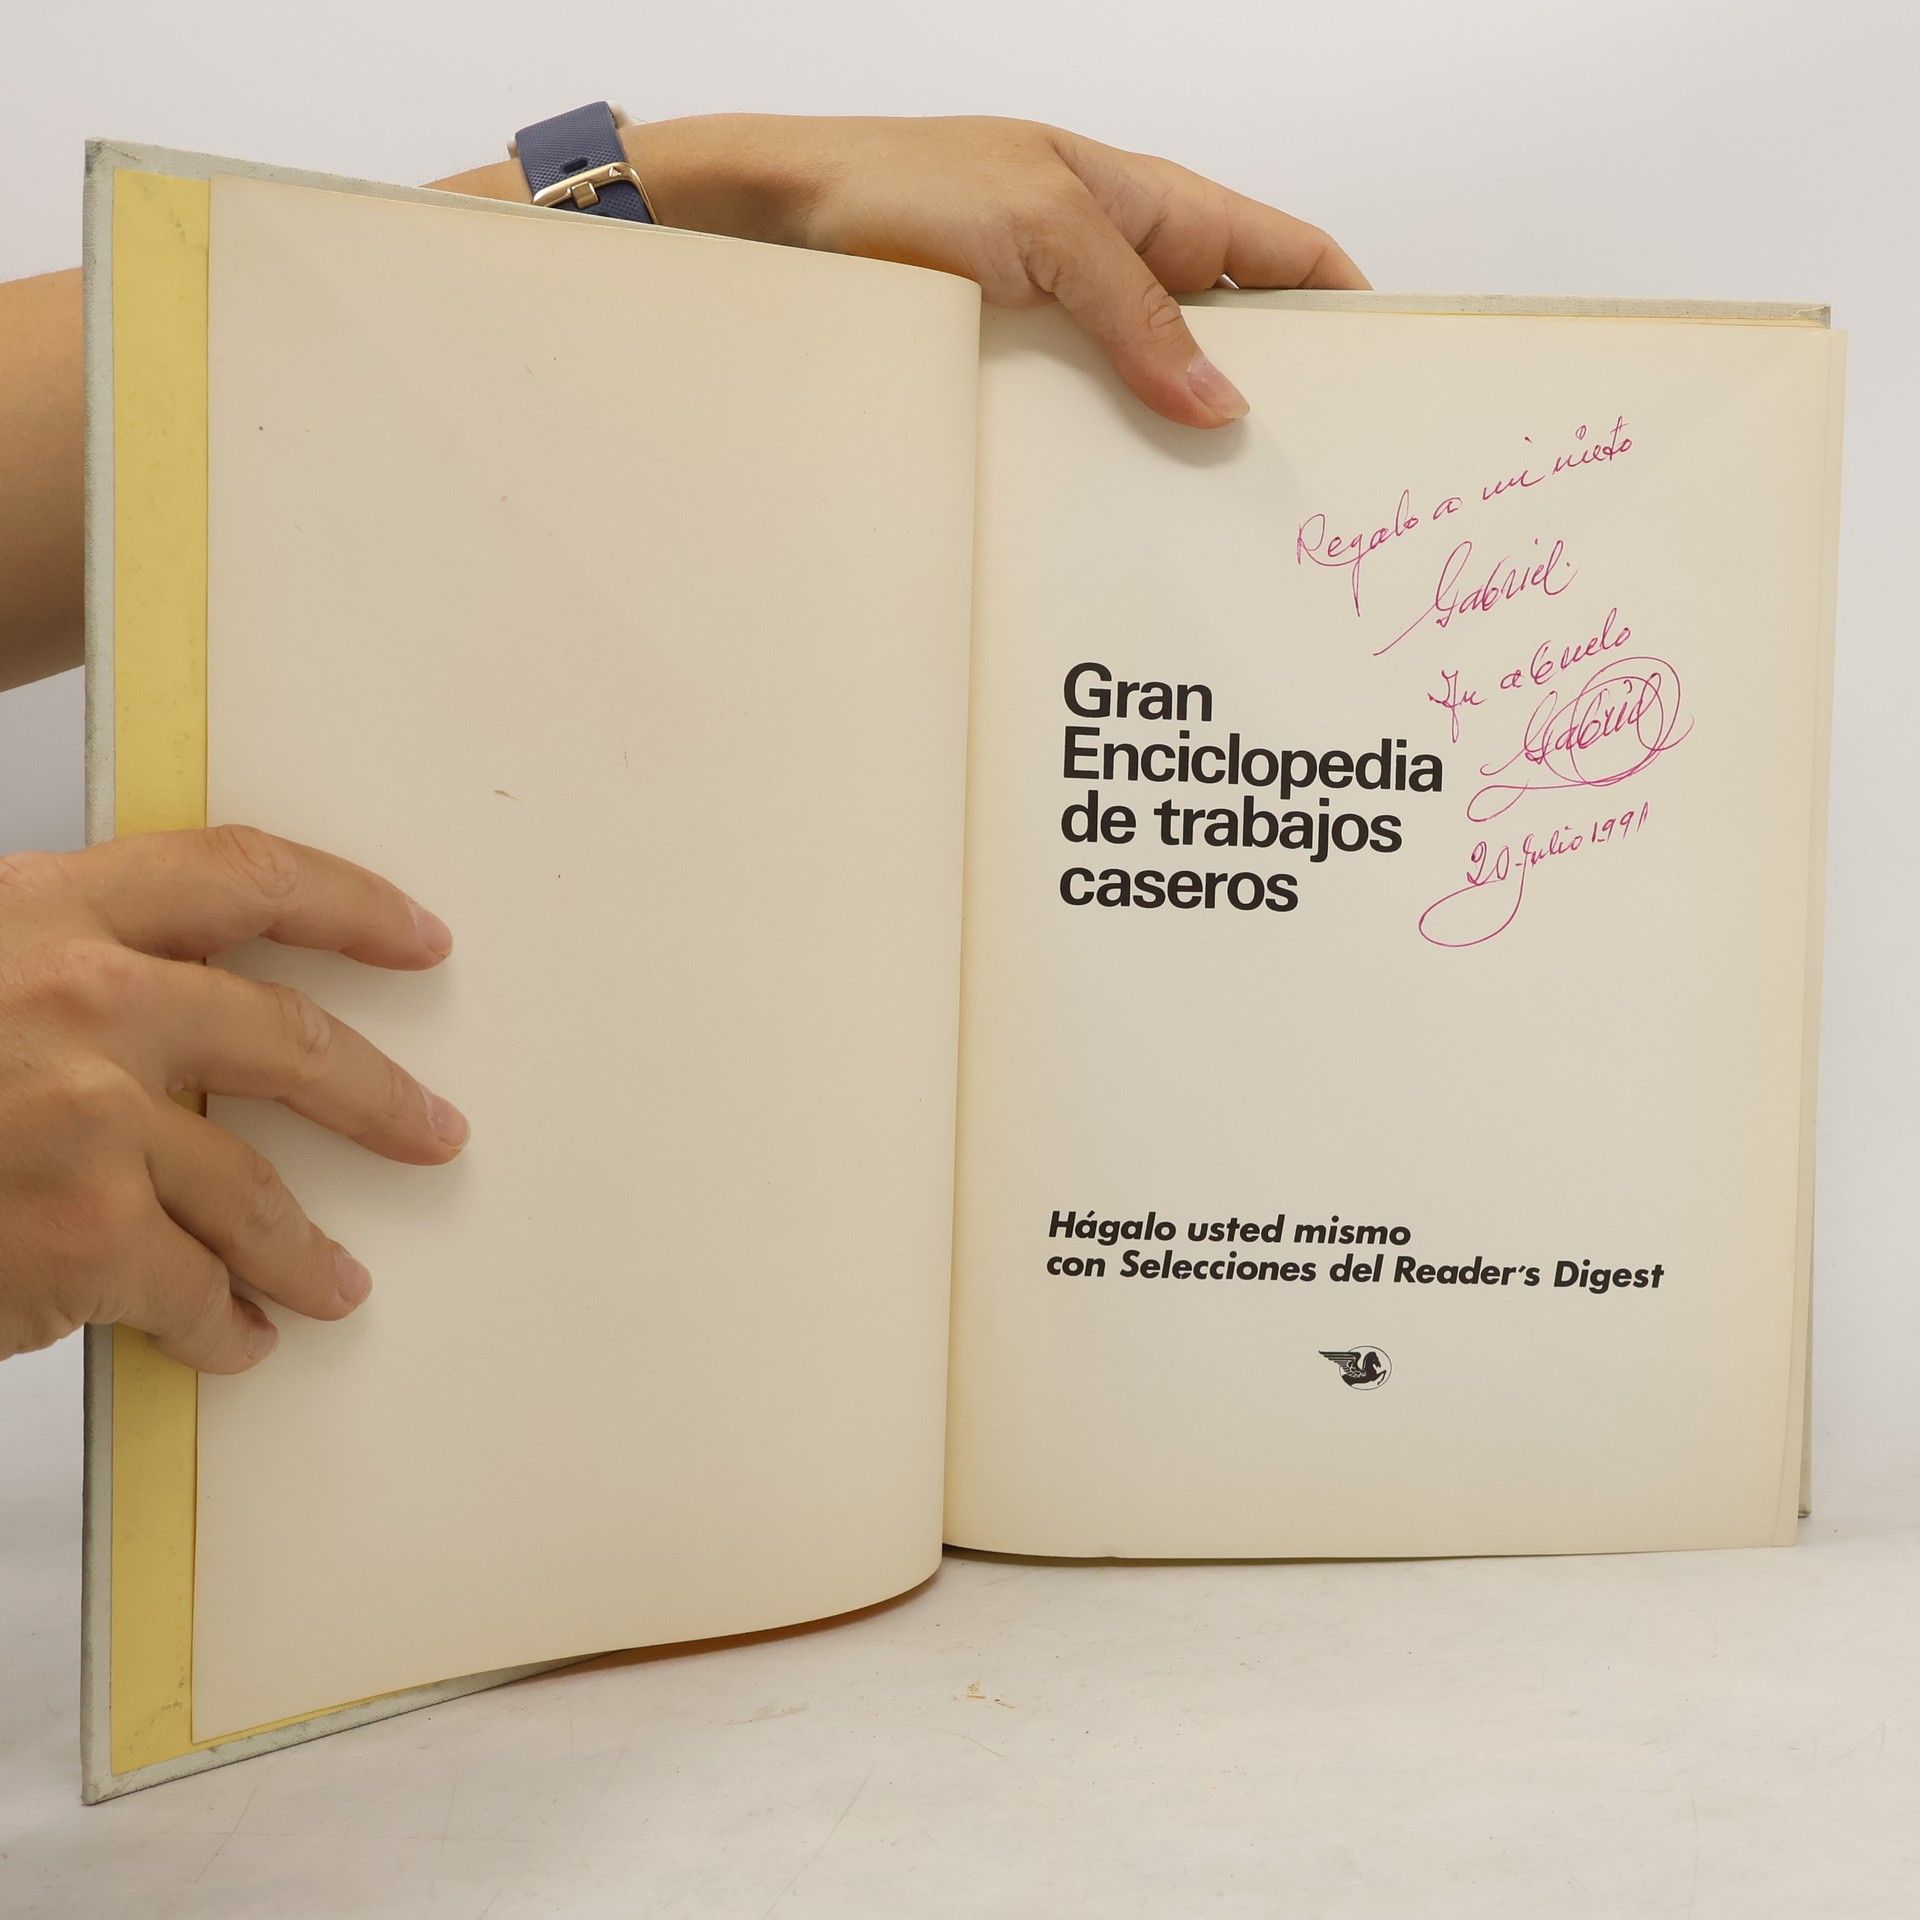 Regalo a mi nieto
Gabriel.
Tu abuelo
Gabriel
20-Julio 1991
Gran
Enciclopedia
de trabajos
caseros
Hágalo usted mismo
con Selecciones del Reader's Digest